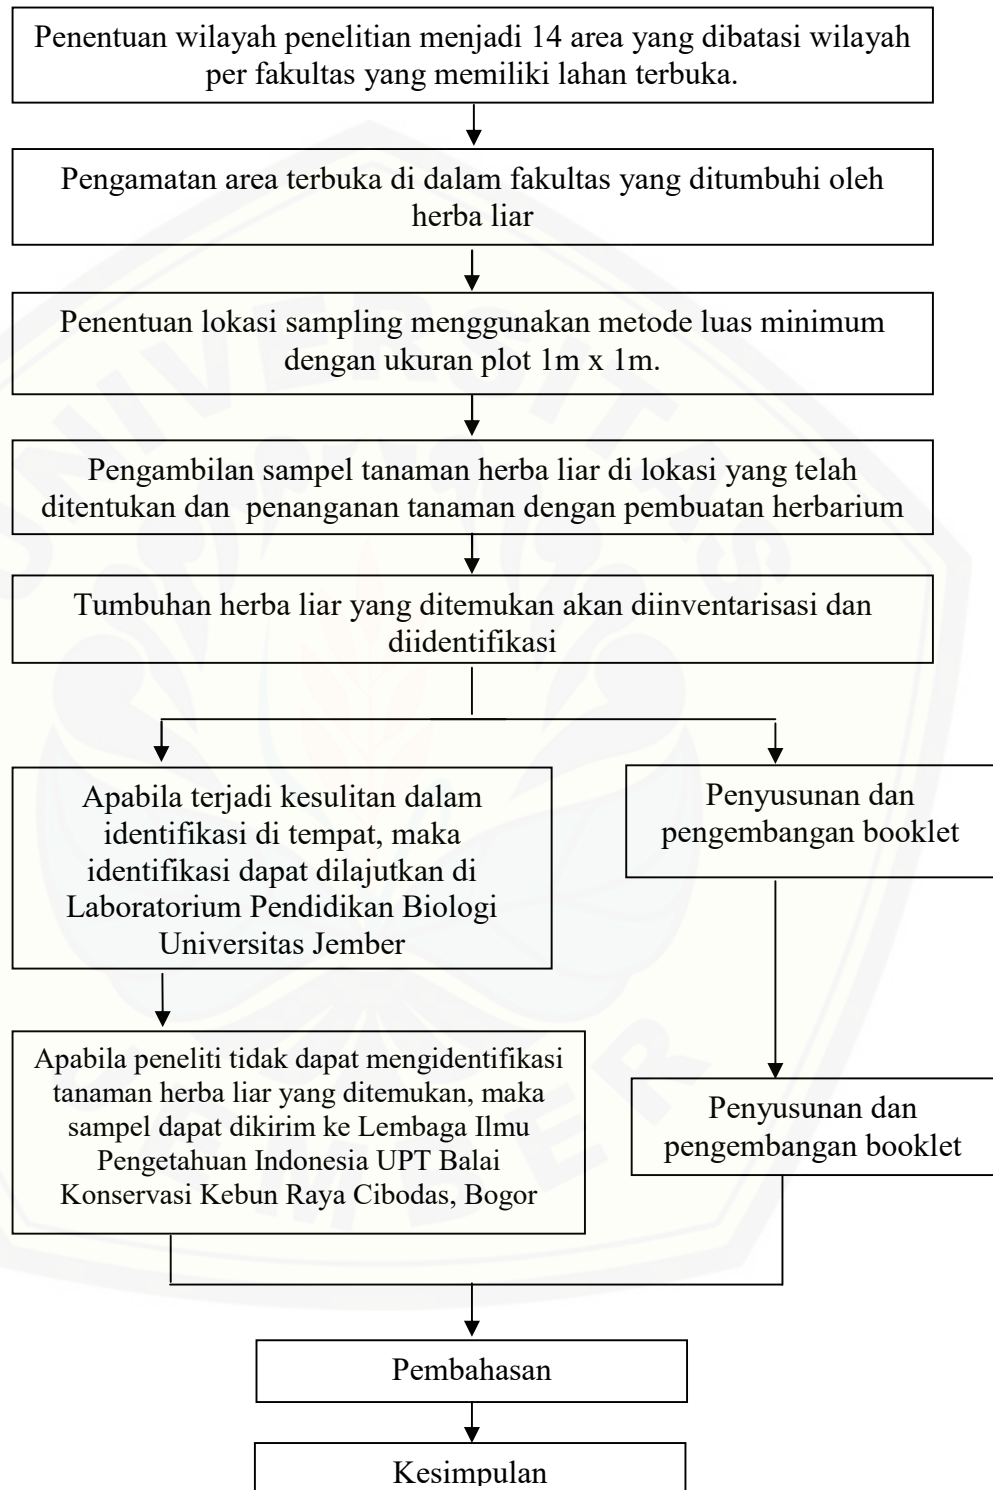 Penentuan wilayah penelitian menjadi 14 area yang dibatasi wilayah
per fakultas yang memiliki lahan terbuka.
Pengamatan area terbuka di dalam fakultas yang ditumbuhi oleh
herba liar
Penentuan lokasi sampling menggunakan metode luas minimum
dengan ukuran plot 1m x 1m.
Pengambilan sampel tanaman herba liar di lokasi yang telah
ditentukan dan  penanganan tanaman dengan pembuatan herbarium
Tumbuhan herba liar yang ditemukan akan diinventarisasi dan
diidentifikasi
Apabila terjadi kesulitan dalam
identifikasi di tempat, maka
identifikasi dapat dilajutkan di
Laboratorium Pendidikan Biologi
Universitas Jember
Penyusunan dan
pengembangan booklet
Apabila peneliti tidak dapat mengidentifikasi
tanaman herba liar yang ditemukan, maka
sampel dapat dikirim ke Lembaga Ilmu
Pengetahuan Indonesia UPT Balai
Konservasi Kebun Raya Cibodas, Bogor
Penyusunan dan
pengembangan booklet
Pembahasan
Kesimpulan
UNIVERSITAS
JEMBER